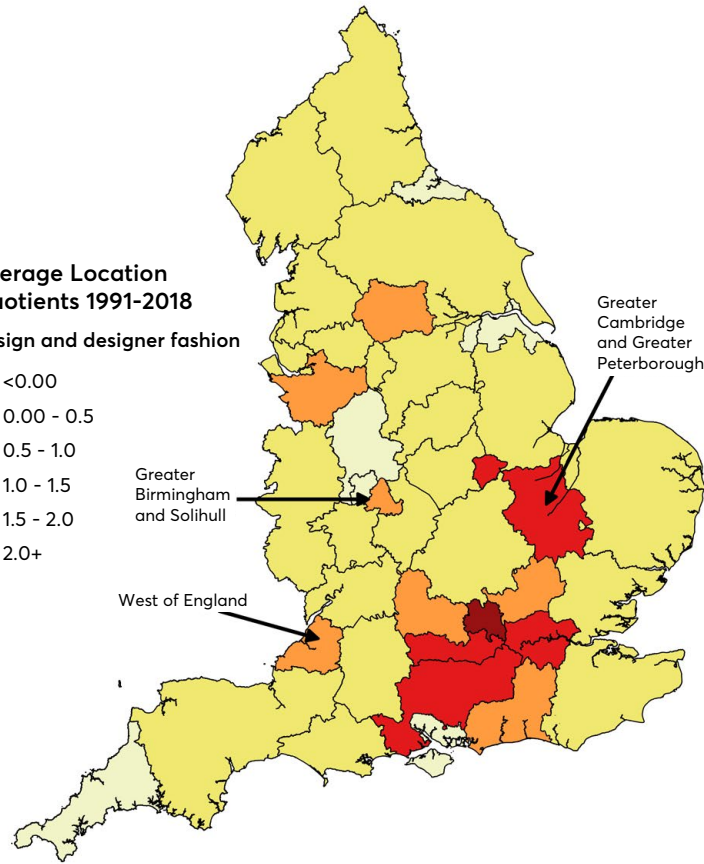 erage Location
uotients 1991-2018
sign and designer fashion
<0.00
0.00 - 0.5
0.5 - 1.0
1.0 - 1.5
1.5 - 2.0
2.0+
Greater
Cambridge
and Greater
Peterborough
Greater
Birmingham
and Solihull
West of England